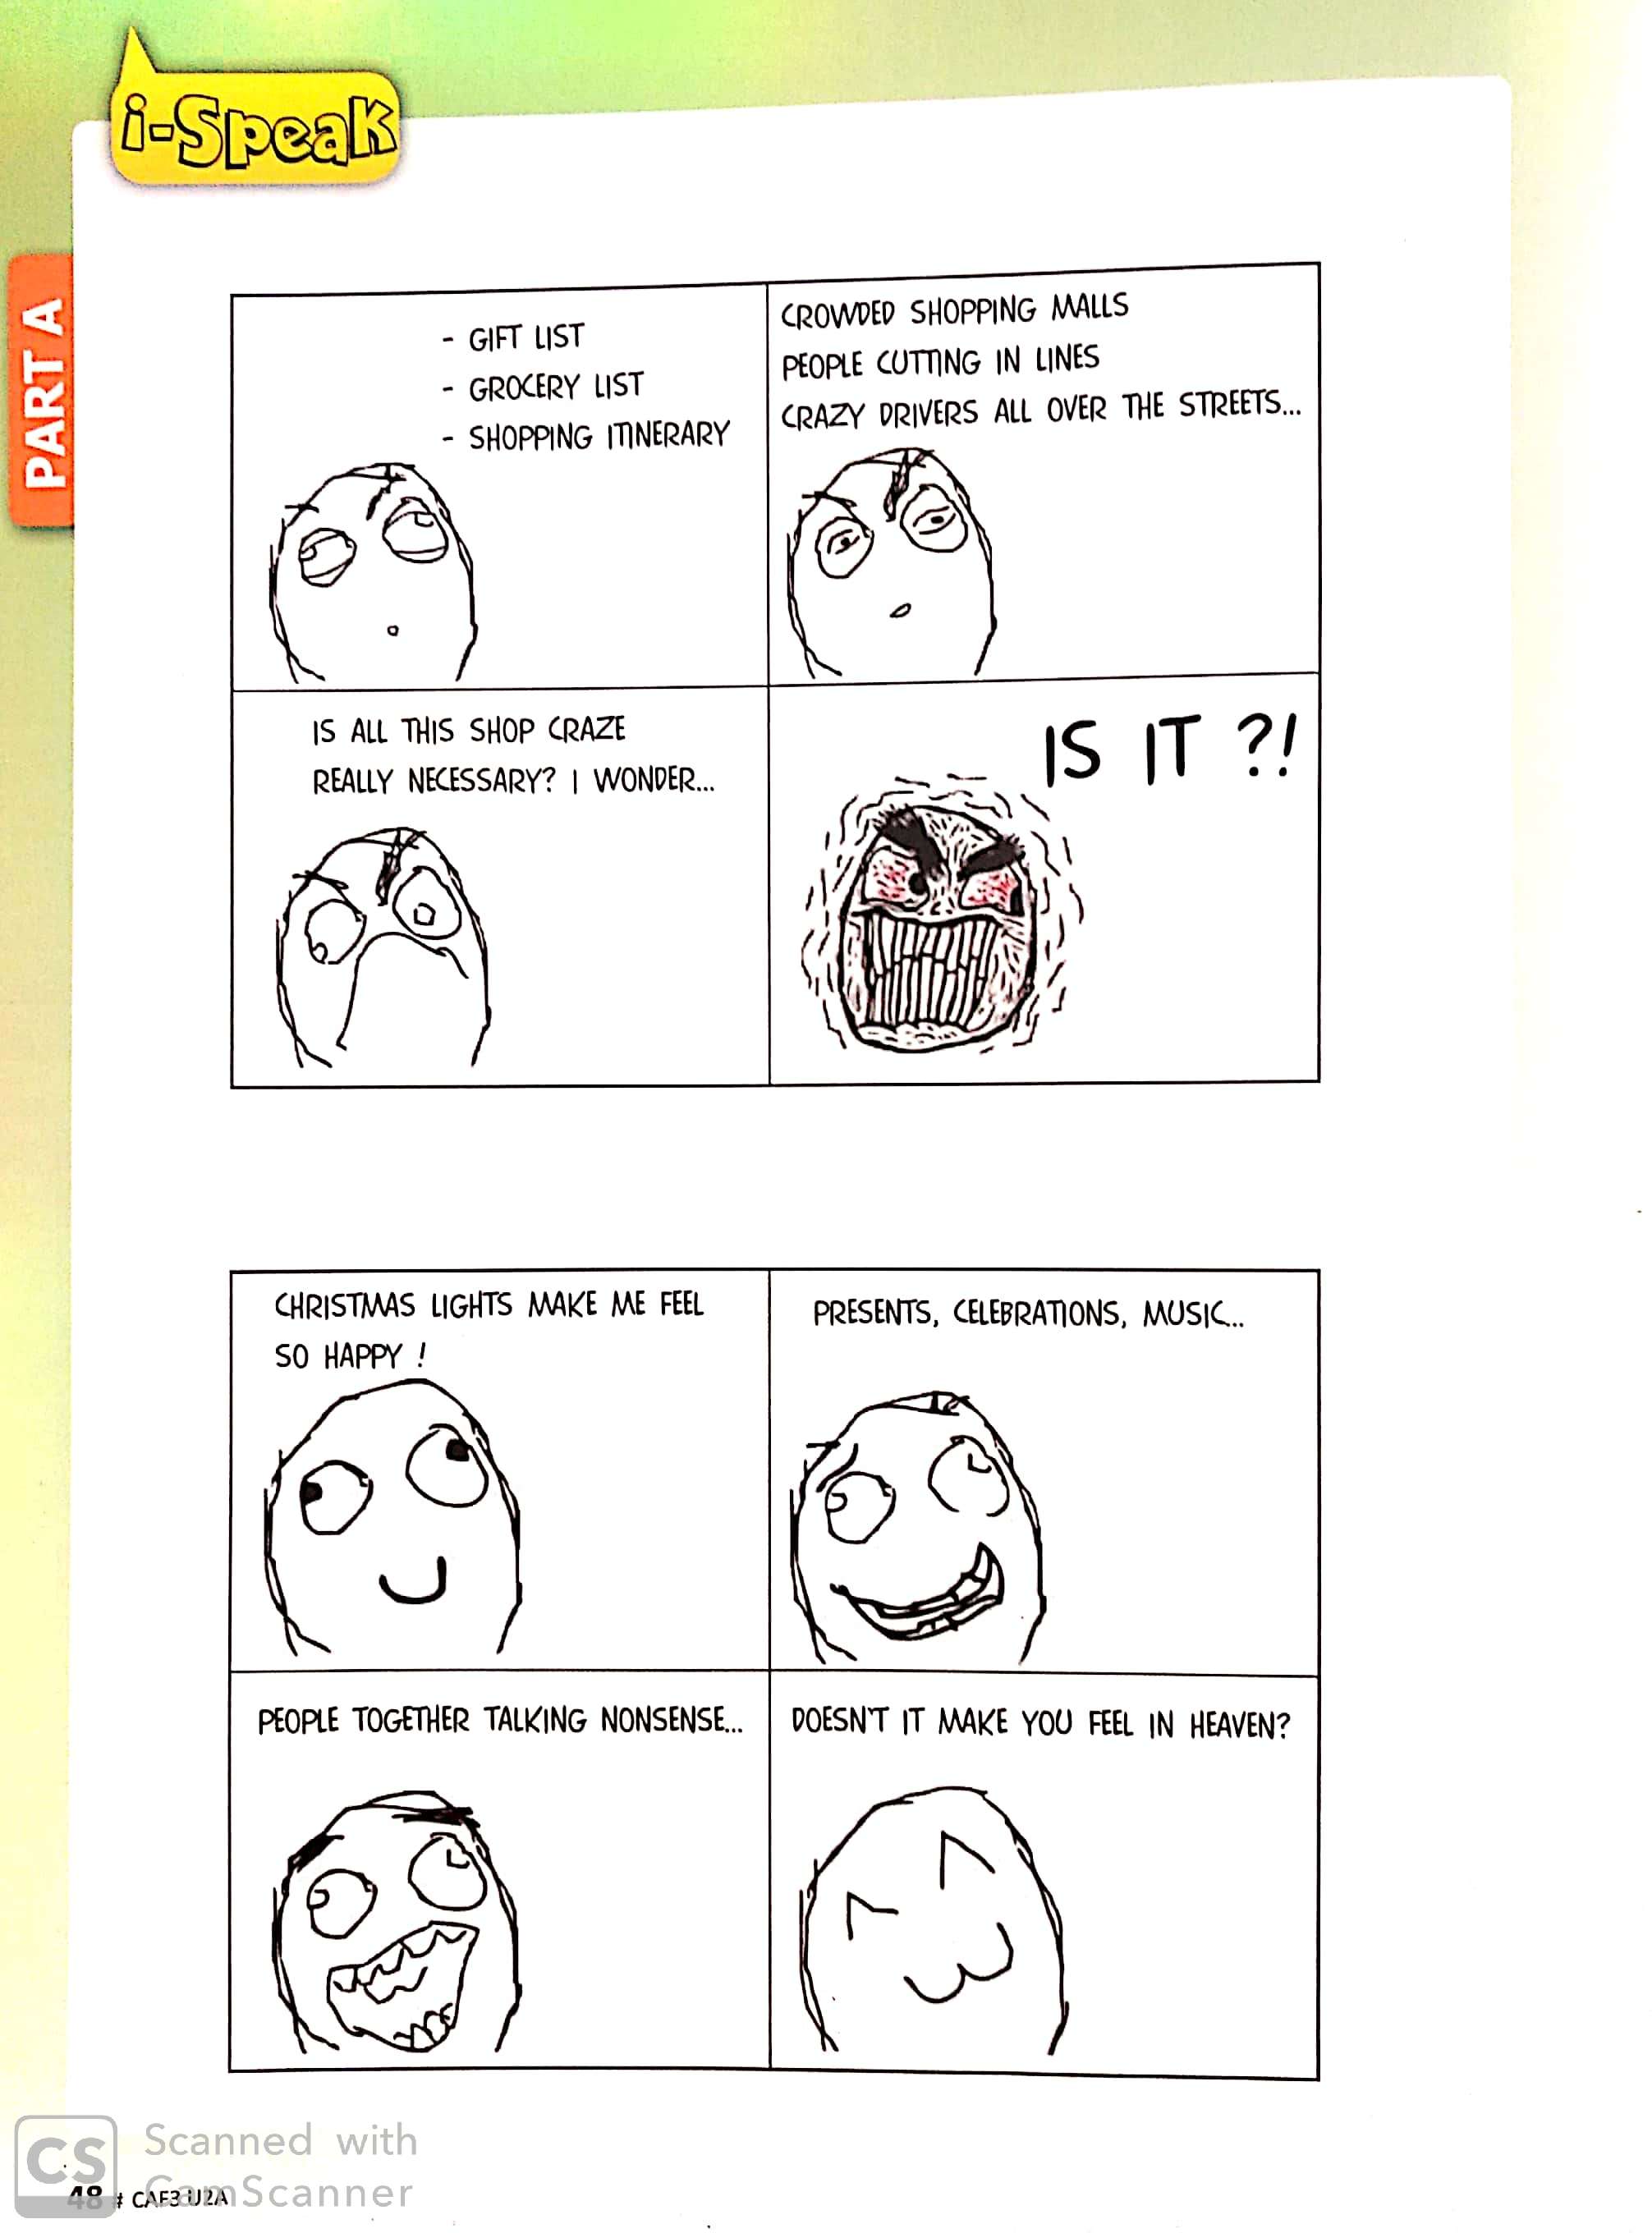 i-Speak
PART A
- GIFT LIST
- GROCERY LIST
- SHOPPING ITINERARY
CROWDED SHOPPING MALLS
PEOPLE CUTTING IN LINES
CRAZY DRIVERS ALL OVER THE STREETS...
IS ALL THIS SHOP CRAZE
REALLY NECESSARY? I WONDER...
IS IT ?!
CHRISTMAS LIGHTS MAKE ME FEEL
SO HAPPY !
PRESENTS, CELEBRATIONS, MUSIC...
PEOPLE TOGETHER TALKING NONSENSE...
DOESN'T IT MAKE YOU FEEL IN HEAVEN?
CS
Scanned with
CamScanner
48 # CAE3 U2A